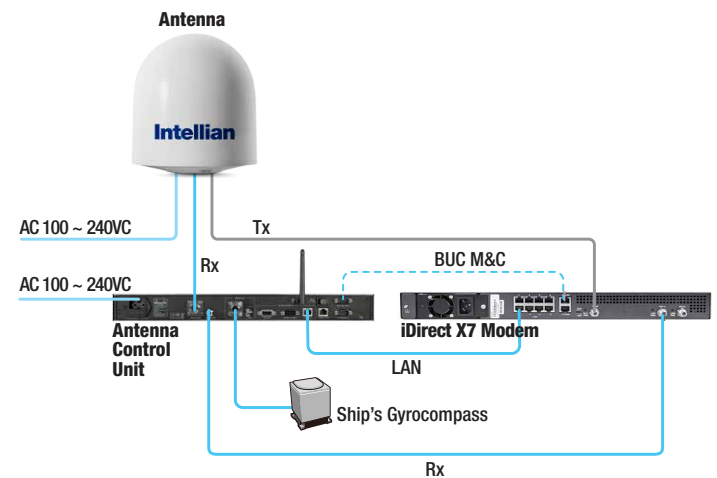 Antenna
Intellian
AC 100 ~ 240VC
Tx
BUC M&C
Rx
AC 100 ~ 240VC
Antenna
Control
Unit
iDirect X7 Modem
LAN
Ship's Gyrocompass
Rx